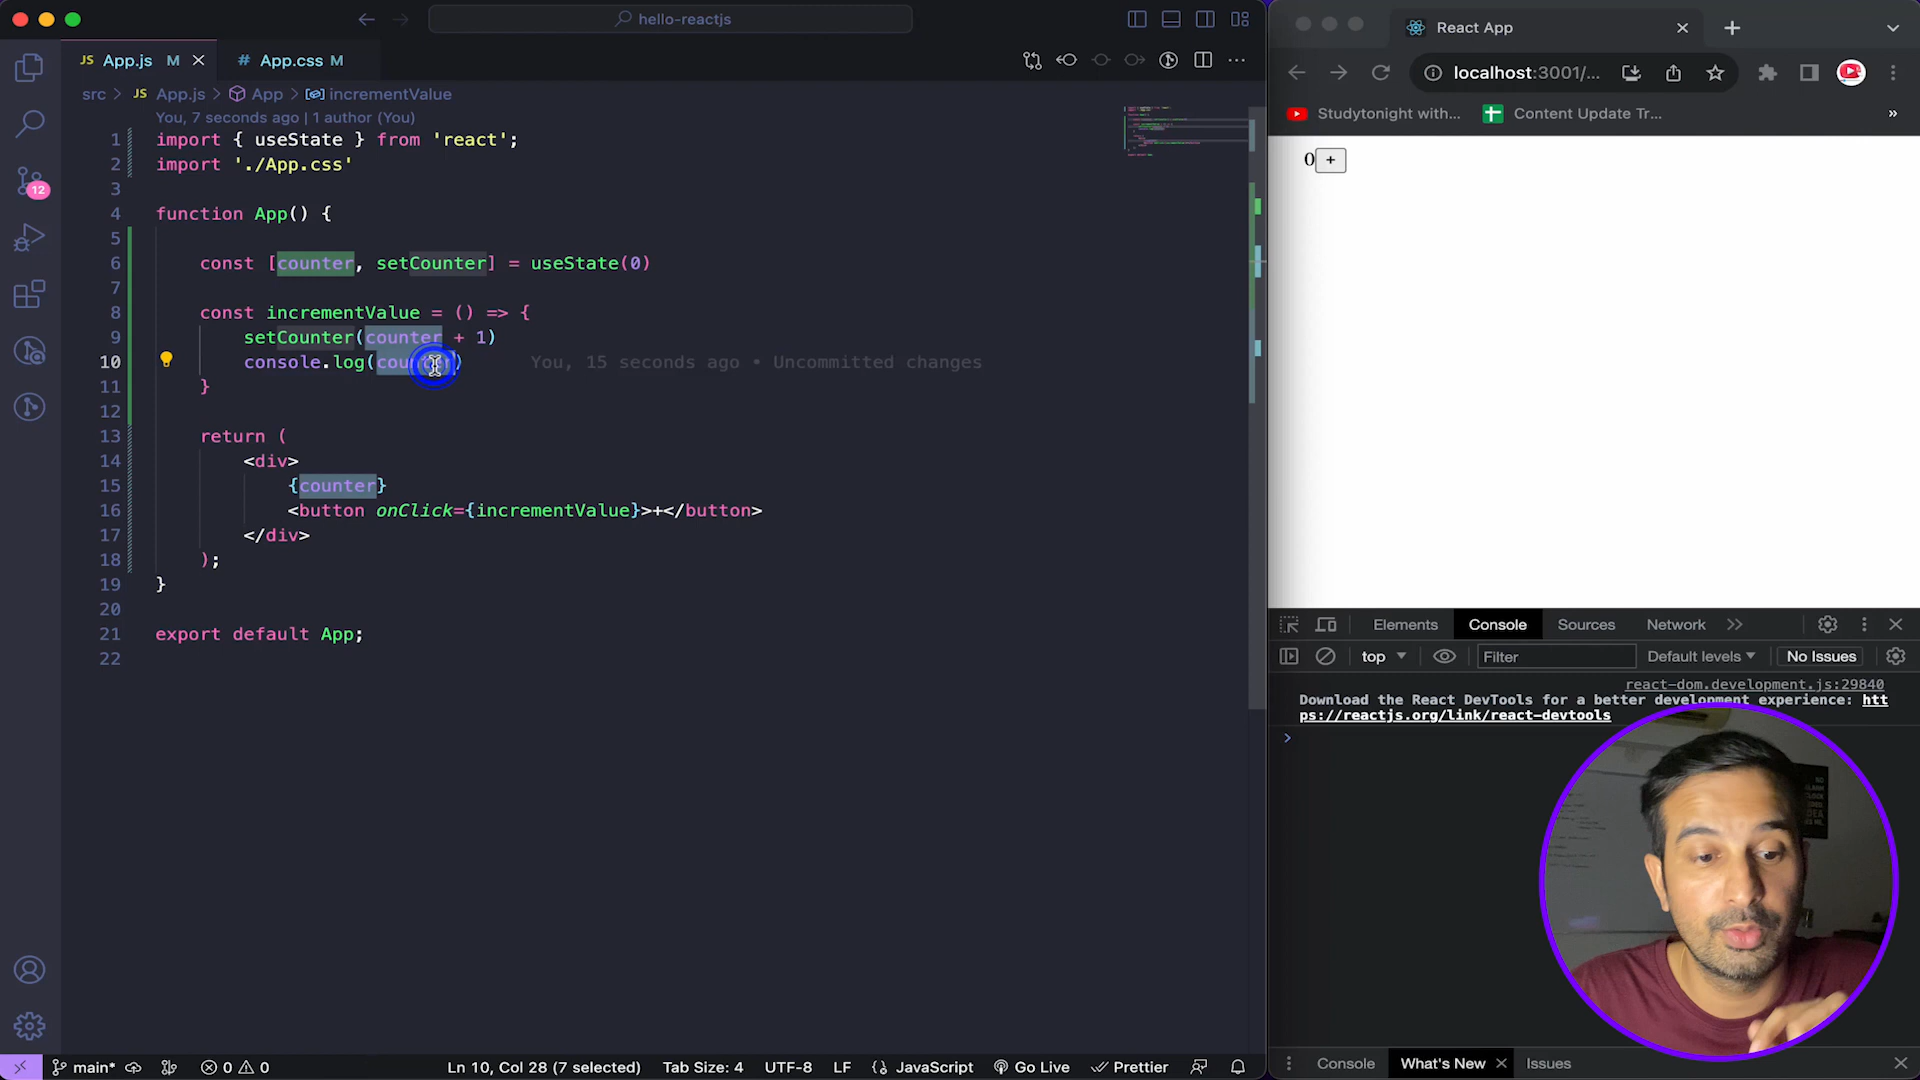 hello-reactjs
JS App.js M
# App.css M
src > JS App.js > App > incrementValue
You, 7 seconds ago | 1 author (You)
1 import { useState } from 'react';
2 import './App.css'
3
4 function App() {
5
6 const [counter, setCounter] = useState(0)
7
8 const incrementValue = () => {
9 setCounter(counter + 1)
10 console.log(counter) You, 15 seconds ago • Uncommitted changes
11 }
12
13 return (
14 <div>
15 {counter}
16 <button onClick={incrementValue}>+</button>
17 </div>
18 );
19 }
20
21 export default App;
22
12
main* 0 0 Ln 10, Col 28 (7 selected) Tab Size: 4 UTF-8 LF JavaScript Go Live Prettier
React App
localhost:3001/...
Studytonight with... Content Update Tr... »
0 +
Elements Console Sources Network
top Filter Default levels No Issues
react-dom.development.js:29840
Download the React DevTools for a better development experience: htt
ps://reactjs.org/link/react-devtools
>
Console What's New Issues